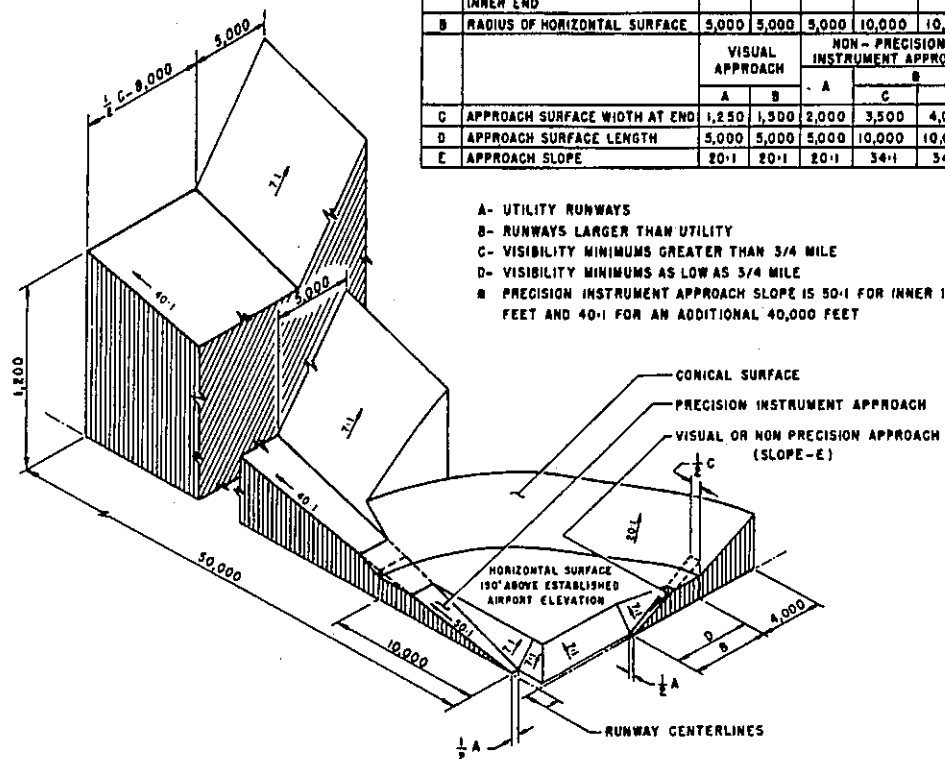 INNER END
B RADIUS OF HORIZONTAL SURFACE 5,000 5,000 5,000 10,000
VISUAL APPROACH
NON-PRECISION
A B A B
C
C APPROACH SURFACE WIDTH AT END 1,250 1,500 2,000 3,500
D APPROACH SURFACE LENGTH 5,000 5,000 5,000 10,000
E APPROACH SLOPE 20:1 20:1 20:1 34:1
A- UTILITY RUNWAYS
B- RUNWAYS LARGER THAN UTILITY
C- VISIBILITY MINIMUMS GREATER THAN 3/4 MILE
D- VISIBILITY MINIMUMS AS LOW AS 3/4 MILE
PRECISION INSTRUMENT APPROACH SLOPE IS 50:1 FOR INNER
FEET AND 40:1 FOR AN ADDITIONAL 40,000 FEET
5,000
1/2 C-8,000
7:1
40:1
5,000
1,200
7:1
CONICAL SURFACE
PRECISION INSTRUMENT APPROACH
VISUAL OR NON PRECISION APPROACH
(SLOPE-E)
1/2 C
40:1
20:1
HORIZONTAL SURFACE
150' ABOVE ESTABLISHED
AIRPORT ELEVATION
50,000
50:1
7:1
7:1
7:1
7:1
4,000
D
B
10,000
1/2 A
RUNWAY CENTERLINES
1/2 A